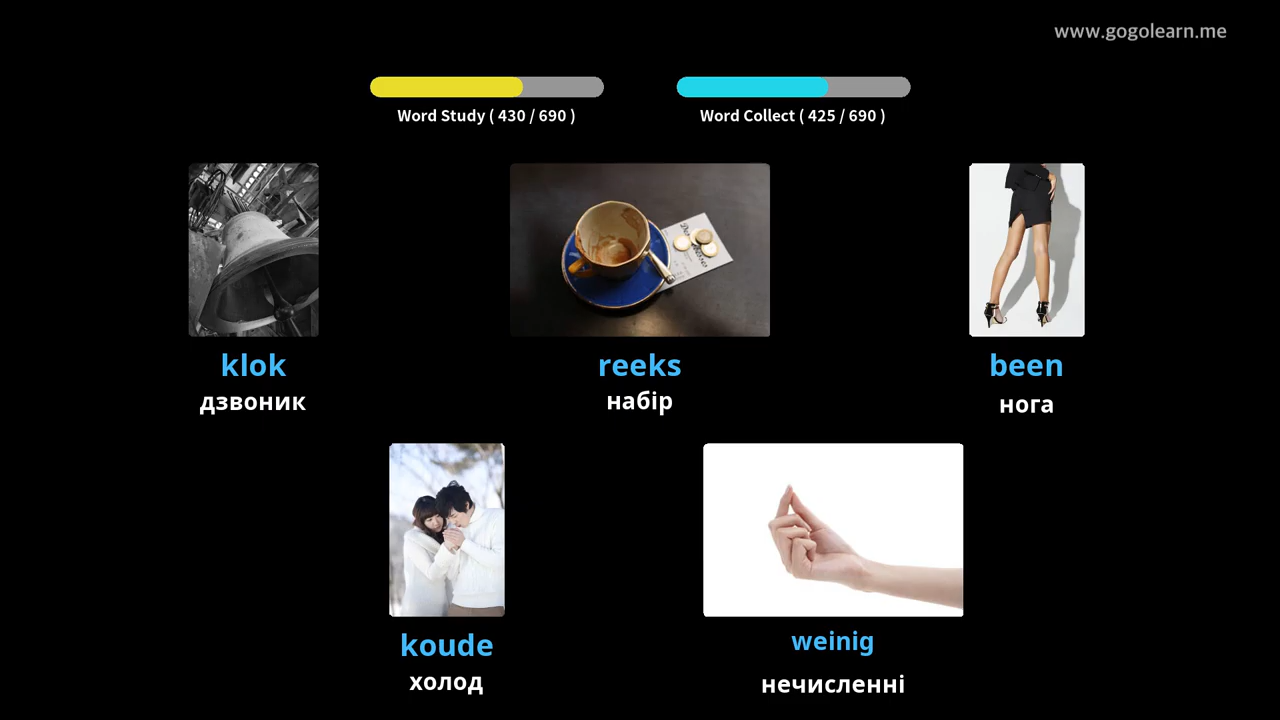 www.gogolearn.me
Word Study ( 430 / 690 )
Word Collect ( 425 / 690 )
klok
дзвоник
reeks
набір
been
нога
koude
холод
weinig
нечисленні